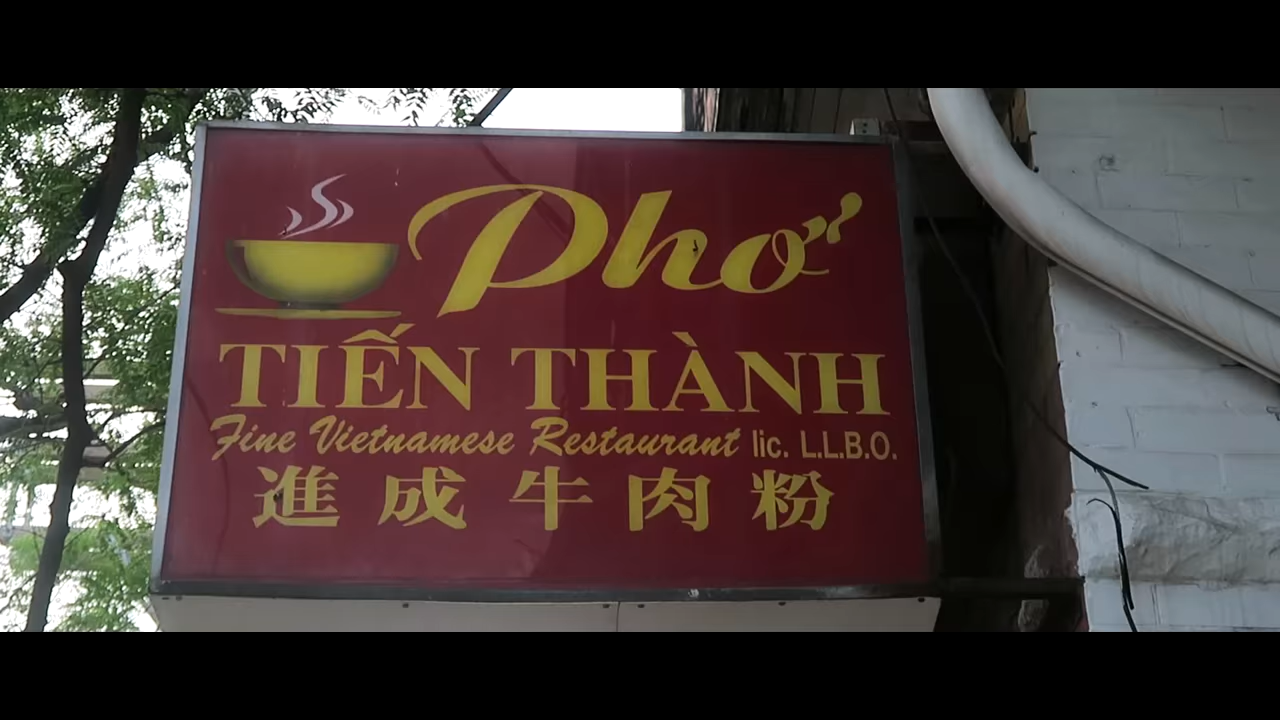 Phở
TIẾN THÀNH
Fine Vietnamese Restaurant lic. L.L.B.O.
進成牛肉粉